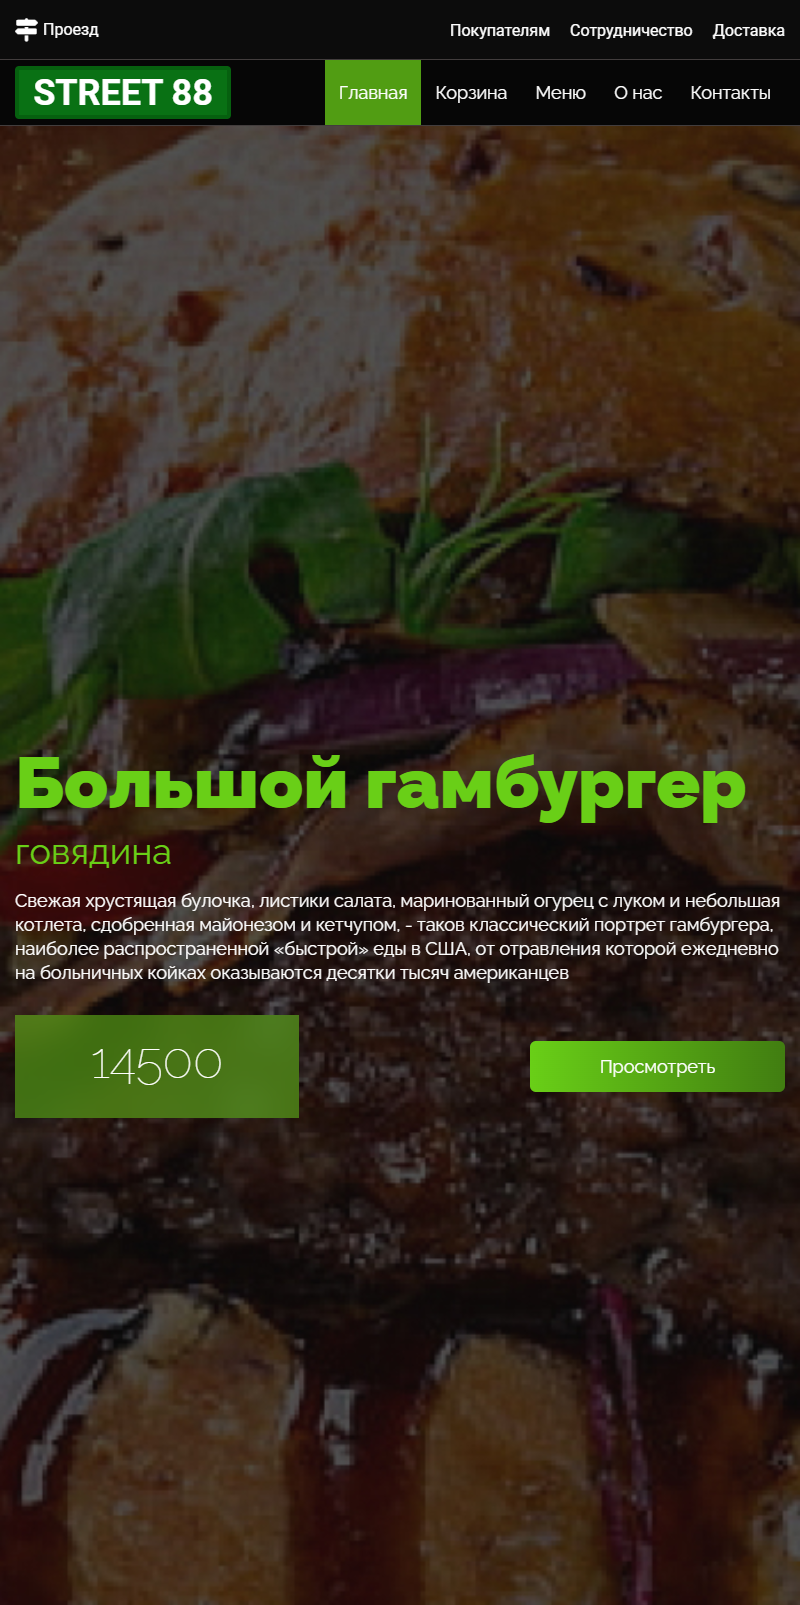 Проезд
Покупателям Сотрудничество Доставка
STREET 88
Главная Корзина Меню О нас Контакты
Большой гамбургер
говядина
Свежая хрустящая булочка, листики салата, маринованный огурец с луком и небольшая
котлета, сдобренная майонезом и кетчупом, - таков классический портрет гамбургера,
наиболее распространенной «быстрой» еды в США, от отравления которой ежедневно
на больничных койках оказываются десятки тысяч американцев
14500
Просмотреть